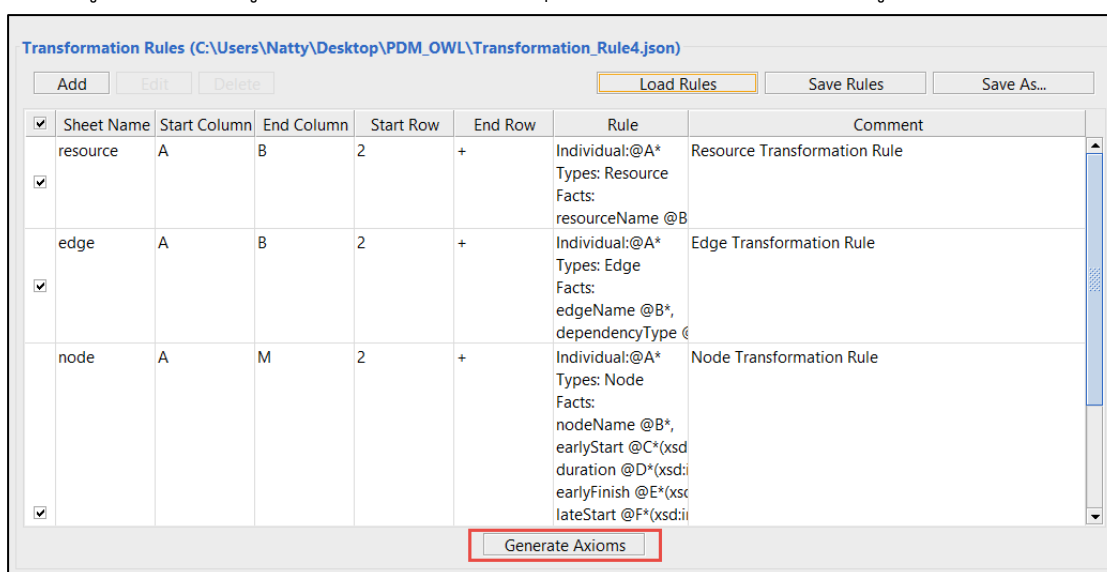 Transformation Rules (C:\Users\Natty\Desktop\PDM_OWL\Transformation_Rule4.json)
Add Edit Delete Load Rules Save Rules Save As...
Sheet Name Start Column End Column Start Row End Row Rule Comment
resource A B 2 + Individual:@A* Resource Transformation Rule
Types: Resource
Facts:
resourceName @B
edge A B 2 + Individual:@A* Edge Transformation Rule
Types: Edge
Facts:
edgeName @B*,
dependencyType @
node A M 2 + Individual:@A* Node Transformation Rule
Types: Node
Facts:
nodeName @B*,
earlyStart @C*(xsd
duration @D*(xsd:i
earlyFinish @E*(xsd
lateStart @F*(xsd:i
Generate Axioms